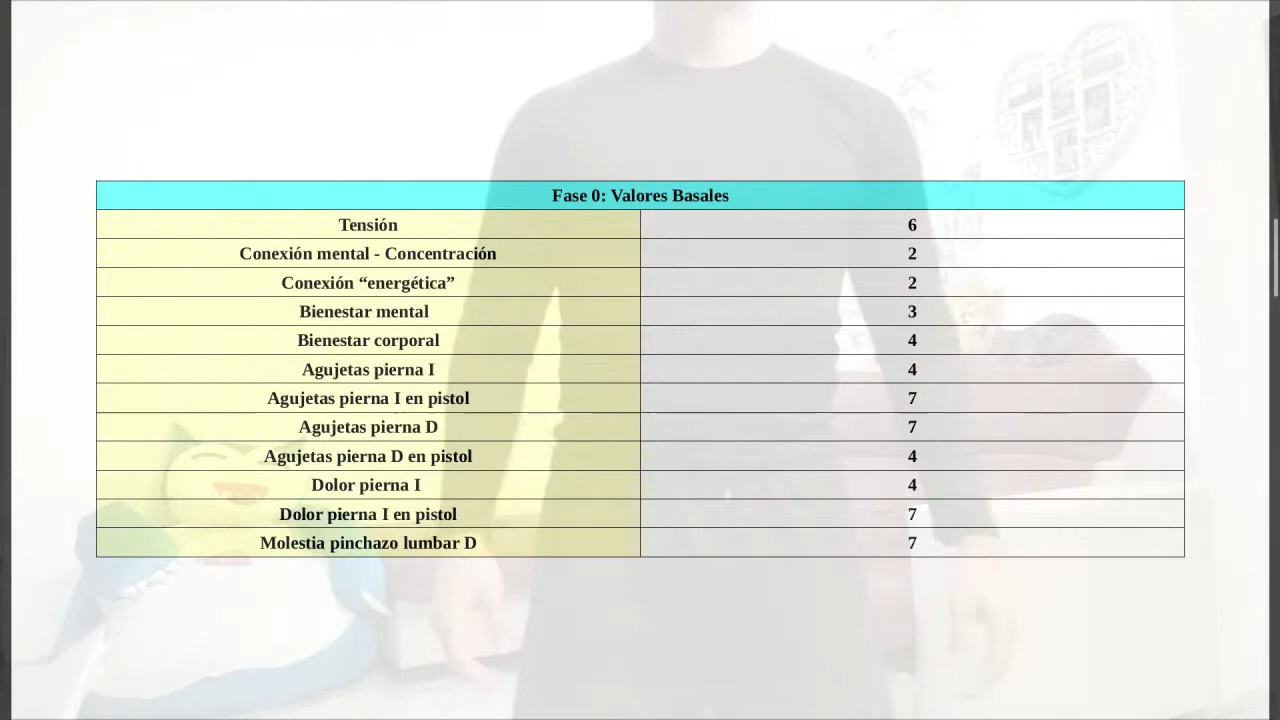 Fase 0: Valores Basales
Tensión 6
Conexión mental - Concentración 2
Conexión “energética” 2
Bienestar mental 3
Bienestar corporal 4
Agujetas pierna I 4
Agujetas pierna I en pistol 7
Agujetas pierna D 7
Agujetas pierna D en pistol 4
Dolor pierna I 4
Dolor pierna I en pistol 7
Molestia pinchazo lumbar D 7